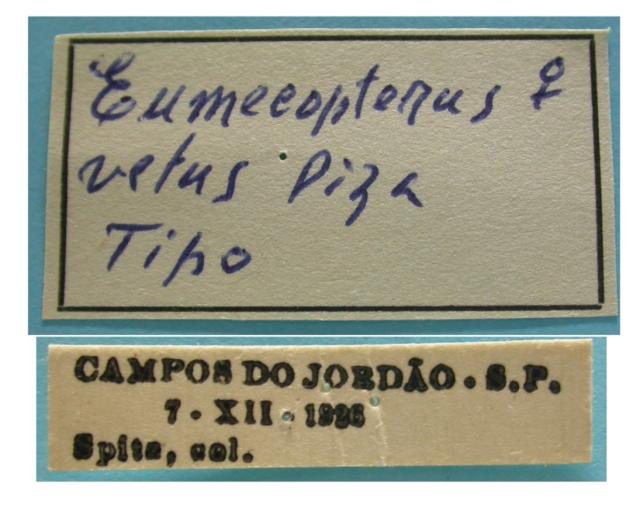 Eumecopterus ♀
vetus Piza
Tipo
CAMPOS DO JORDÃO . S.P.
7 . XII . 1926
Spitz, col.